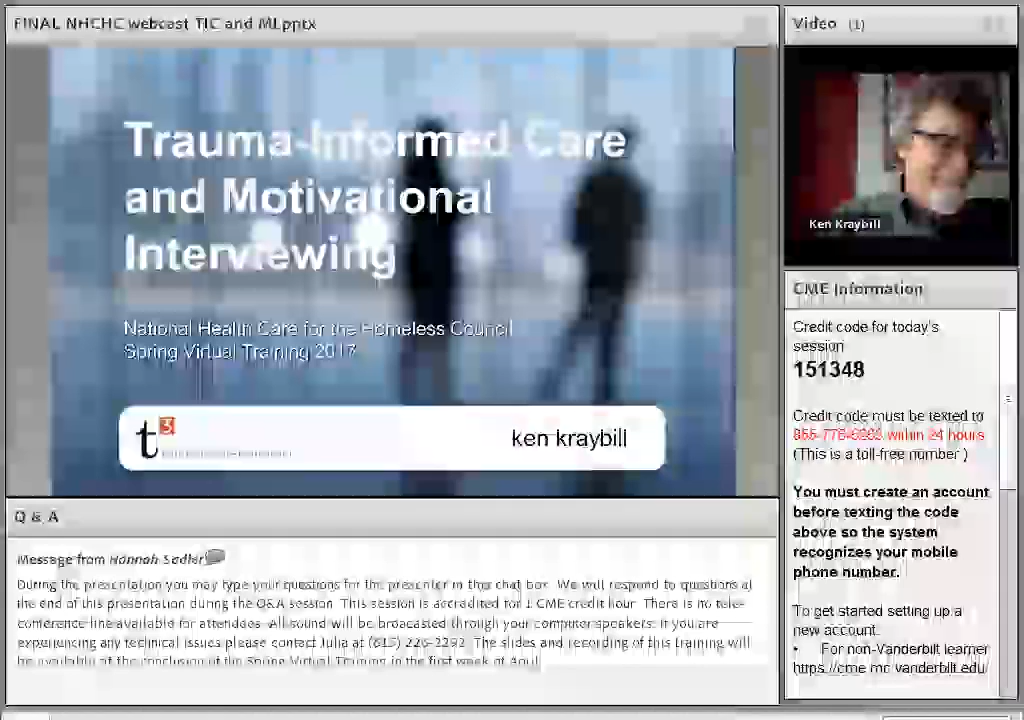 FINAL NHCHC webcast TIC and MI.pptx
Trauma-Informed Care
and Motivational
Interviewing
National Health Care for the Homeless Council
Spring Virtual Training 2017
t3
ken kraybill
Q & A
Message from Hannah Sadler
During the presentation you may type your questions for the presenter in this chat box. We will respond to questions at
the end of this presentation during the Q&A session. This session is accredited for 1 CME credit hour. There is no tele-
conference line available for attendees. All sound will be broacasted through your computer speakers. If you are
experiencing any technical issues please contact Julia at (615) 226-2292. The slides and recording of this training will
be available at the conclusion of the Spring Virtual Training in the first week of April.
Video (1)
Ken Kraybill
CME Information
Credit code for today's
session
151348
Credit code must be texted to
within 24 hours
(This is a toll-free number.)
You must create an account
before texting the code
above so the system
recognizes your mobile
phone number.
To get started setting up a
new account:
• For non-Vanderbilt learner
https://cme.mc.vanderbilt.edu